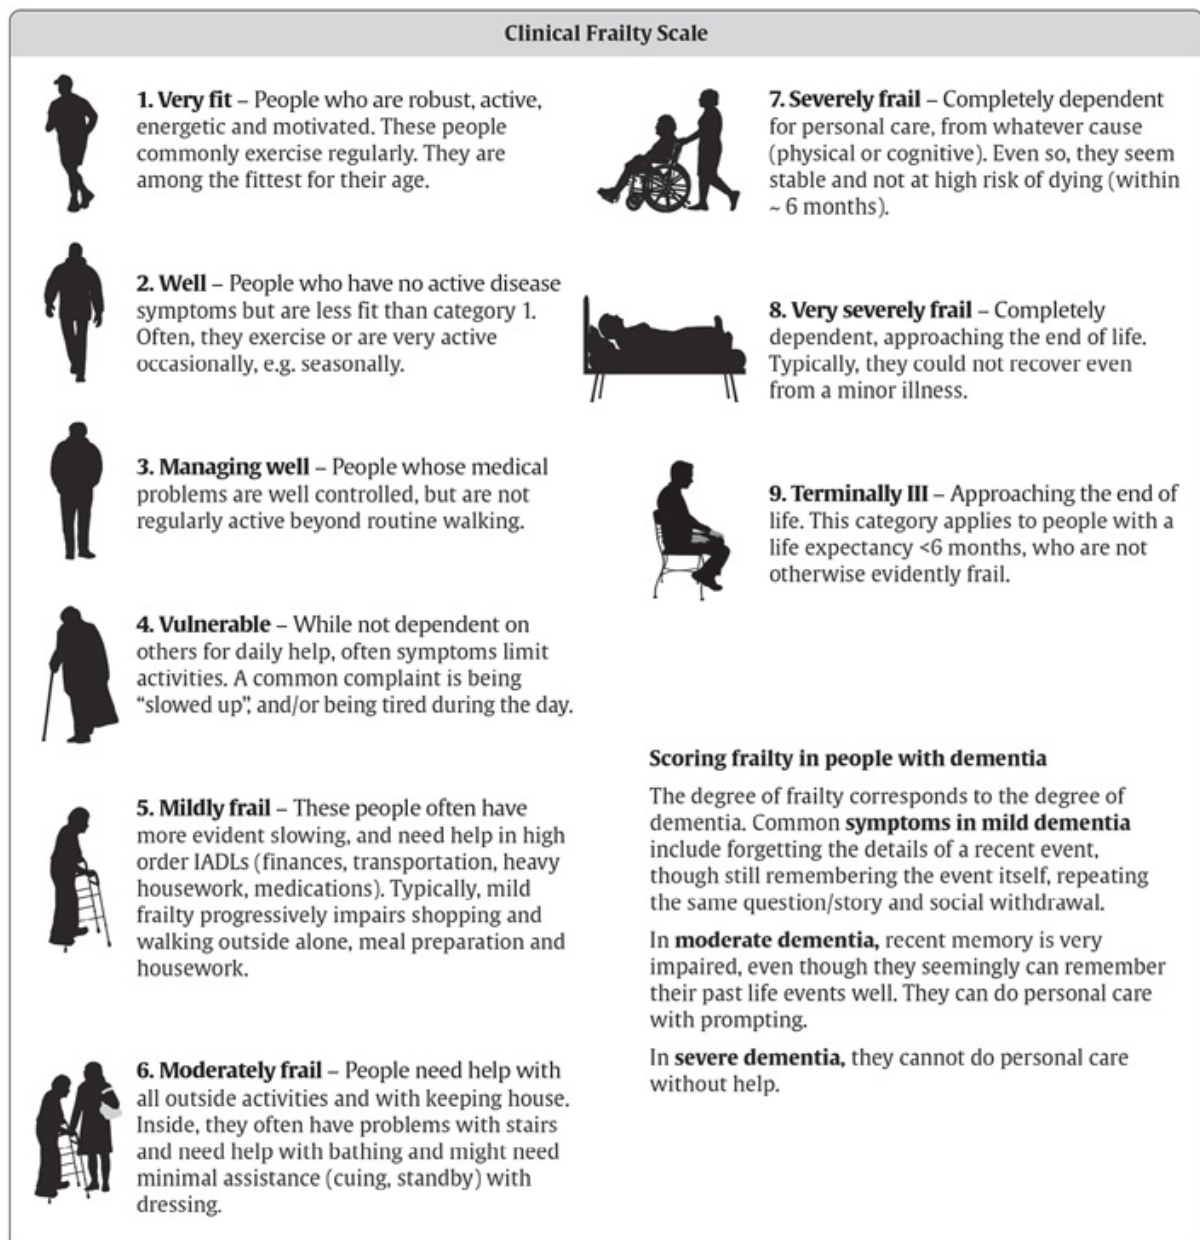 Clinical Frailty Scale
1. Very fit – People who are robust, active,
energetic and motivated. These people
commonly exercise regularly. They are
among the fittest for their age.
2. Well – People who have no active disease
symptoms but are less fit than category 1.
Often, they exercise or are very active
occasionally, e.g. seasonally.
3. Managing well – People whose medical
problems are well controlled, but are not
regularly active beyond routine walking.
4. Vulnerable – While not dependent on
others for daily help, often symptoms limit
activities. A common complaint is being
“slowed up”, and/or being tired during the day.
5. Mildly frail – These people often have
more evident slowing, and need help in high
order IADLs (finances, transportation, heavy
housework, medications). Typically, mild
frailty progressively impairs shopping and
walking outside alone, meal preparation and
housework.
6. Moderately frail – People need help with
all outside activities and with keeping house.
Inside, they often have problems with stairs
and need help with bathing and might need
minimal assistance (cuing, standby) with
dressing.
7. Severely frail – Completely dependent
for personal care, from whatever cause
(physical or cognitive). Even so, they seem
stable and not at high risk of dying (within
~ 6 months).
8. Very severely frail – Completely
dependent, approaching the end of life.
Typically, they could not recover even
from a minor illness.
9. Terminally III – Approaching the end of
life. This category applies to people with a
life expectancy <6 months, who are not
otherwise evidently frail.
Scoring frailty in people with dementia
The degree of frailty corresponds to the degree of
dementia. Common symptoms in mild dementia
include forgetting the details of a recent event,
though still remembering the event itself, repeating
the same question/story and social withdrawal.
In moderate dementia, recent memory is very
impaired, even though they seemingly can remember
their past life events well. They can do personal care
with prompting.
In severe dementia, they cannot do personal care
without help.